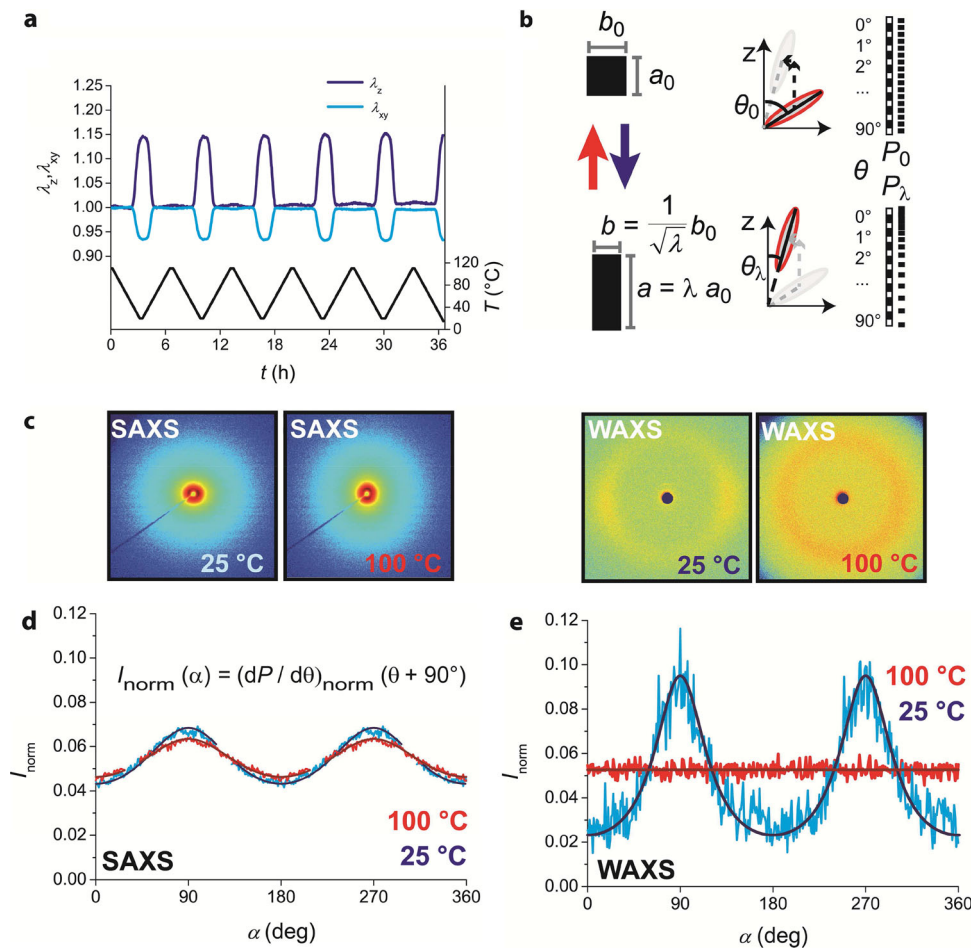 a
λz
λxy
1.25
1.20
1.15
1.10
1.05
1.00
0.95
0.90
λz, λxy
120
80
40
0
T (°C)
0 6 12 18 24 30 36
t (h)
b
b0
a0
b = 1/√λ b0
a = λ a0
z
θ0
z
θλ
0°
1°
2°
...
90°
θ
P0
Pλ
0°
1°
2°
...
90°
c
SAXS
25 °C
SAXS
100 °C
WAXS
25 °C
WAXS
100 °C
d
0.12
0.10
0.08
0.06
0.04
0.02
0.00
Inorm
Inorm (α) = (dP / dθ)norm (θ + 90°)
100 °C
25 °C
SAXS
0 90 180 270 360
α (deg)
e
0.12
0.10
0.08
0.06
0.04
0.02
0.00
Inorm
100 °C
25 °C
WAXS
0 90 180 270 360
α (deg)